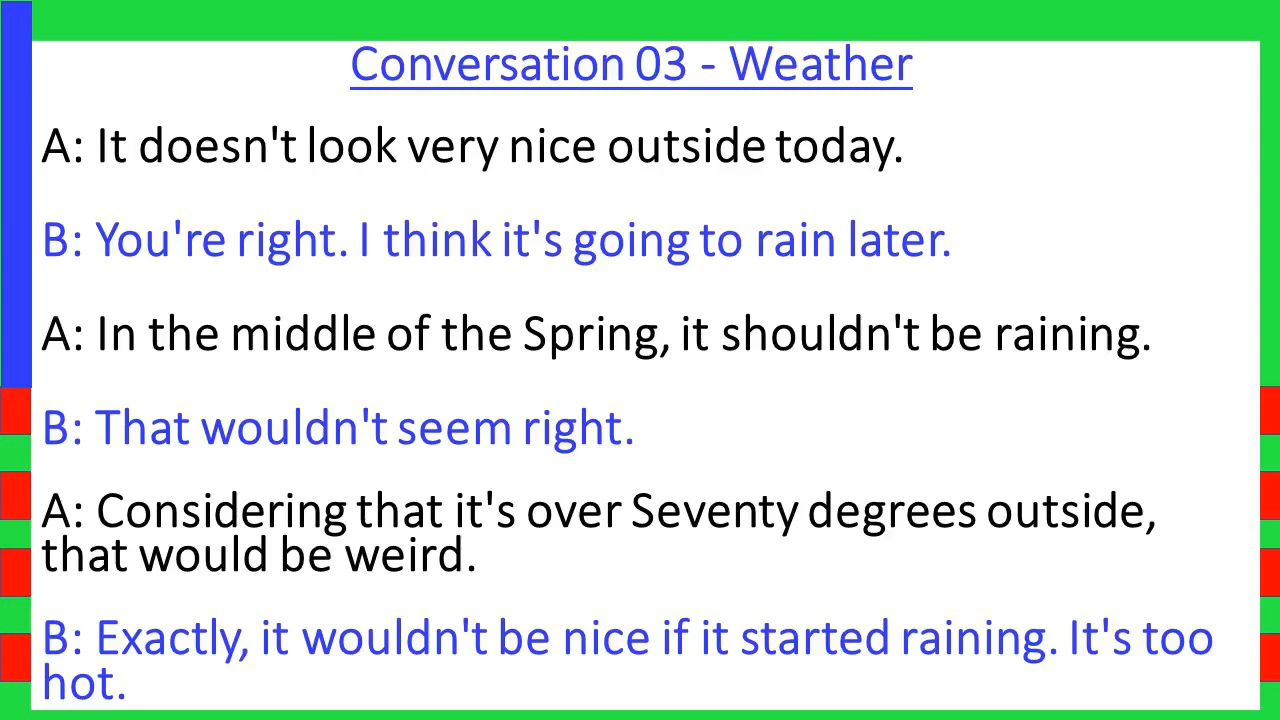 Conversation 03 - Weather
A: It doesn't look very nice outside today.
B: You're right. I think it's going to rain later.
A: In the middle of the Spring, it shouldn't be raining.
B: That wouldn't seem right.
A: Considering that it's over Seventy degrees outside,
that would be weird.
B: Exactly, it wouldn't be nice if it started raining. It's too
hot.